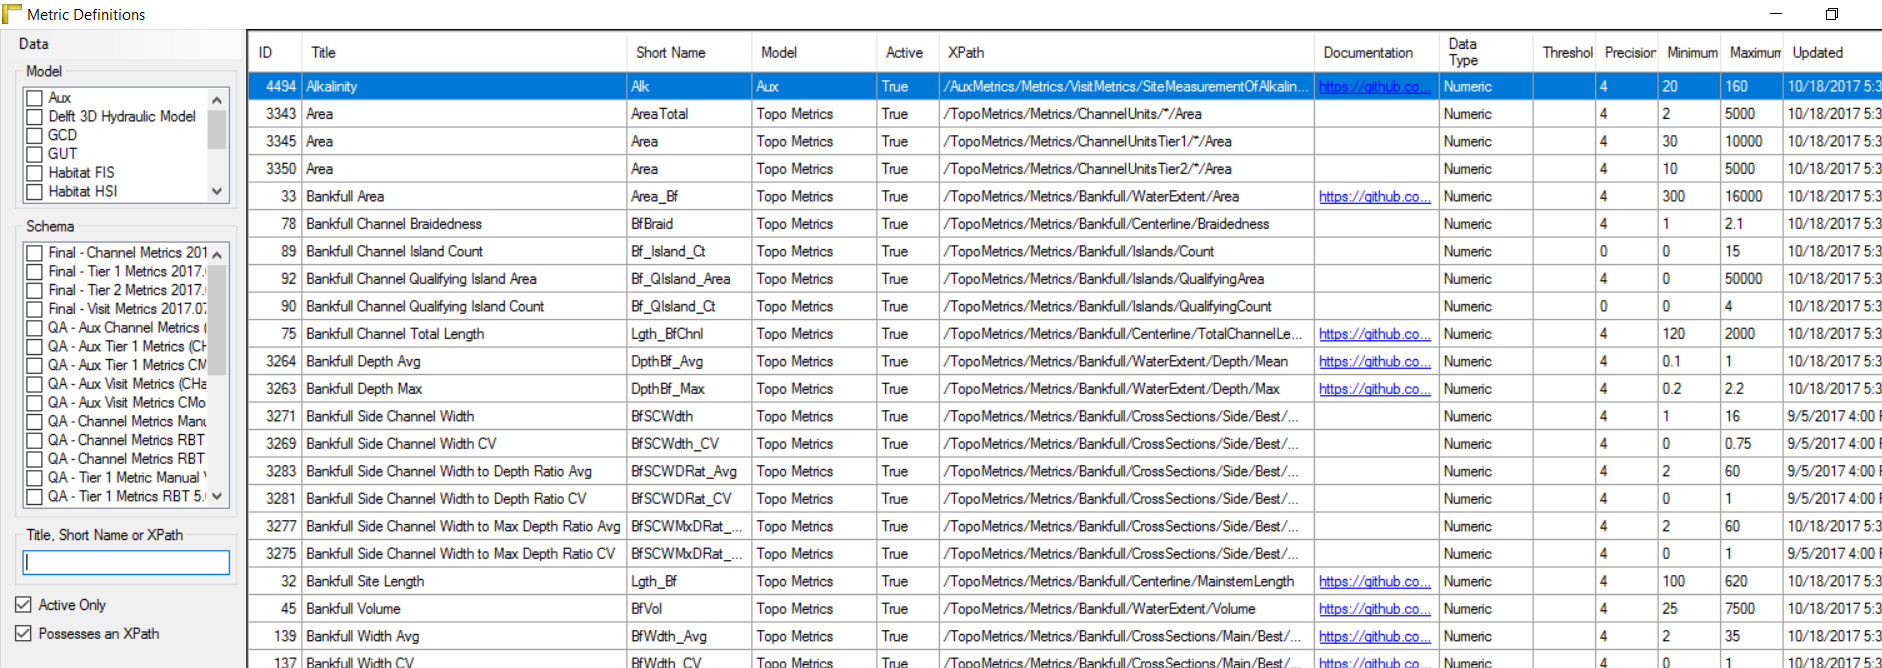 Metric Definitions
Data
Model
Aux
Delft 3D Hydraulic Model
GCD
GUT
Habitat FIS
Habitat HSI
Schema
Final - Channel Metrics 201
Final - Tier 1 Metrics 2017.
Final - Tier 2 Metrics 2017.
Final - Visit Metrics 2017.07
QA - Aux Channel Metrics (
QA - Aux Tier 1 Metrics (CH
QA - Aux Tier 1 Metrics CM
QA - Aux Visit Metrics (CHa
QA - Aux Visit Metrics CMo
QA - Channel Metrics Manu
QA - Channel Metrics RBT
QA - Channel Metrics RBT
QA - Tier 1 Metric Manual
QA - Tier 1 Metrics RBT 5.
Title, Short Name or XPath
Active Only
Possesses an XPath
ID Title Short Name Model Active XPath Documentation Data Type Threshol Precision Minimum Maximum Updated
4494 Alkalinity Alk Aux True /AuxMetrics/Metrics/VisitMetrics/SiteMeasurementOfAlkalin... https://github.co... Numeric 4 20 160 10/18/2017 5:3
3343 Area AreaTotal Topo Metrics True /TopoMetrics/Metrics/ChannelUnits/*/Area Numeric 4 2 5000 10/18/2017 5:3
3345 Area Area Topo Metrics True /TopoMetrics/Metrics/ChannelUnitsTier1/*/Area Numeric 4 30 10000 10/18/2017 5:3
3350 Area Area Topo Metrics True /TopoMetrics/Metrics/ChannelUnitsTier2/*/Area Numeric 4 10 5000 10/18/2017 5:3
33 Bankfull Area Area_Bf Topo Metrics True /TopoMetrics/Metrics/Bankfull/WaterExtent/Area https://github.co... Numeric 4 300 16000 10/18/2017 5:3
78 Bankfull Channel Braidedness BfBraid Topo Metrics True /TopoMetrics/Metrics/Bankfull/Centerline/Braidedness Numeric 4 1 2.1 10/18/2017 5:3
89 Bankfull Channel Island Count Bf_Island_Ct Topo Metrics True /TopoMetrics/Metrics/Bankfull/Islands/Count Numeric 0 0 15 10/18/2017 5:3
92 Bankfull Channel Qualifying Island Area Bf_QIsland_Area Topo Metrics True /TopoMetrics/Metrics/Bankfull/Islands/QualifyingArea Numeric 4 0 50000 10/18/2017 5:3
90 Bankfull Channel Qualifying Island Count Bf_QIsland_Ct Topo Metrics True /TopoMetrics/Metrics/Bankfull/Islands/QualifyingCount Numeric 0 0 4 10/18/2017 5:3
75 Bankfull Channel Total Length Lgth_BfChnl Topo Metrics True /TopoMetrics/Metrics/Bankfull/Centerline/TotalChannelLe... https://github.co... Numeric 4 120 2000 10/18/2017 5:3
3264 Bankfull Depth Avg DpthBf_Avg Topo Metrics True /TopoMetrics/Metrics/Bankfull/WaterExtent/Depth/Mean https://github.co... Numeric 4 0.1 1 10/18/2017 5:3
3263 Bankfull Depth Max DpthBf_Max Topo Metrics True /TopoMetrics/Metrics/Bankfull/WaterExtent/Depth/Max https://github.co... Numeric 4 0.2 2.2 10/18/2017 5:3
3271 Bankfull Side Channel Width BfSCWdth Topo Metrics True /TopoMetrics/Metrics/Bankfull/CrossSections/Side/Best/... Numeric 4 1 16 9/5/2017 4:00 P
3269 Bankfull Side Channel Width CV BfSCWdth_CV Topo Metrics True /TopoMetrics/Metrics/Bankfull/CrossSections/Side/Best/... Numeric 4 0 0.75 9/5/2017 4:00 P
3283 Bankfull Side Channel Width to Depth Ratio Avg BfSCWDRat_Avg Topo Metrics True /TopoMetrics/Metrics/Bankfull/CrossSections/Side/Best/... Numeric 4 2 60 9/5/2017 4:00 P
3281 Bankfull Side Channel Width to Depth Ratio CV BfSCWDRat_CV Topo Metrics True /TopoMetrics/Metrics/Bankfull/CrossSections/Side/Best/... Numeric 4 0 1 9/5/2017 4:00 P
3277 Bankfull Side Channel Width to Max Depth Ratio Avg BfSCWMxDRat_... Topo Metrics True /TopoMetrics/Metrics/Bankfull/CrossSections/Side/Best/... Numeric 4 2 60 10/18/2017 5:3
3275 Bankfull Side Channel Width to Max Depth Ratio CV BfSCWMxDRat_... Topo Metrics True /TopoMetrics/Metrics/Bankfull/CrossSections/Side/Best/... Numeric 4 0 1 9/5/2017 4:00 P
32 Bankfull Site Length Lgth_Bf Topo Metrics True /TopoMetrics/Metrics/Bankfull/Centerline/MainstemLength https://github.co... Numeric 4 100 620 10/18/2017 5:3
45 Bankfull Volume BfVol Topo Metrics True /TopoMetrics/Metrics/Bankfull/WaterExtent/Volume https://github.co... Numeric 4 25 7500 10/18/2017 5:3
139 Bankfull Width Avg BfWdth_Avg Topo Metrics True /TopoMetrics/Metrics/Bankfull/CrossSections/Main/Best/... https://github.co... Numeric 4 2 35 10/18/2017 5:3
137 Bankfull Width CV BfWdth_CV Topo Metrics True /TopoMetrics/Metrics/Bankfull/CrossSections/Main/Best/... https://github.co... Numeric 4 0 1 10/18/2017 5:3